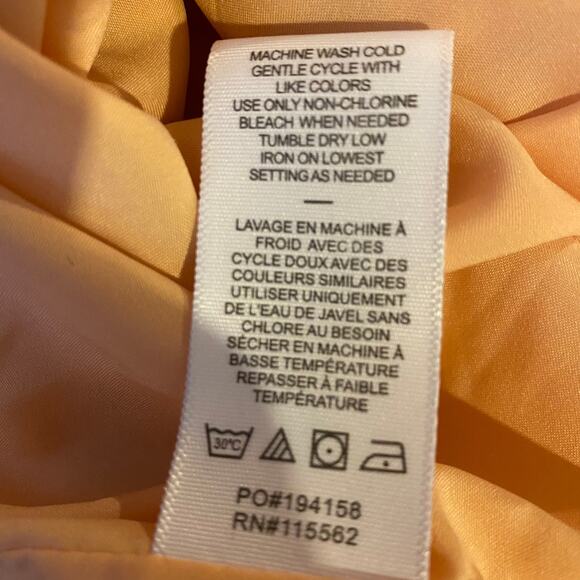 MACHINE WASH COLD
GENTLE CYCLE WITH
LIKE COLORS
USE ONLY NON-CHLORINE
BLEACH WHEN NEEDED
TUMBLE DRY LOW
IRON ON LOWEST
SETTING AS NEEDED
—
LAVAGE EN MACHINE À
FROID AVEC DES
CYCLE DOUX AVEC DES
COULEURS SIMILAIRES
UTILISER UNIQUEMENT
DE L'EAU DE JAVEL SANS
CHLORE AU BESOIN
SÉCHER EN MACHINE À
BASSE TEMPÉRATURE
REPASSER À FAIBLE
TEMPÉRATURE
30°C
PO#194158
RN#115562